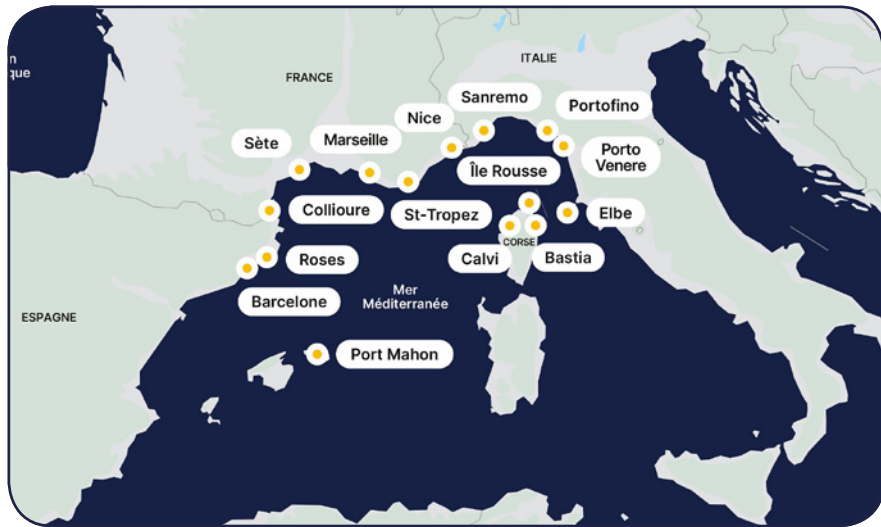 n
que
ITALIE
FRANCE
Sanremo
Portofino
Nice
Sète
Marseille
Porto
Venere
Île Rousse
Collioure
St-Tropez
Elbe
CORSE
Roses
Calvi
Bastia
Barcelone
Mer
Méditerranée
ESPAGNE
Port Mahon